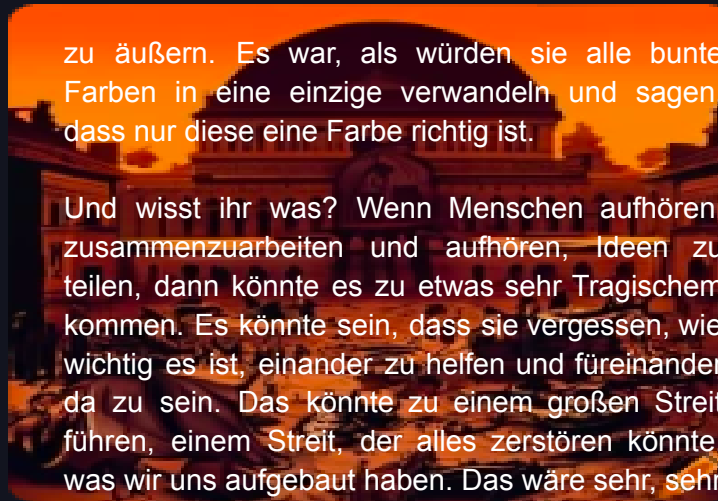 zu äußern. Es war, als würden sie alle bunte
Farben in eine einzige verwandeln und sagen
dass nur diese eine Farbe richtig ist.
Und wisst ihr was? Wenn Menschen aufhören
zusammenzuarbeiten und aufhören, Ideen zu
teilen, dann könnte es zu etwas sehr Tragischem
kommen. Es könnte sein, dass sie vergessen, wie
wichtig es ist, einander zu helfen und füreinander
da zu sein. Das könnte zu einem großen Streit
führen, einem Streit, der alles zerstören könnte,
was wir uns aufgebaut haben. Das wäre sehr, sehr